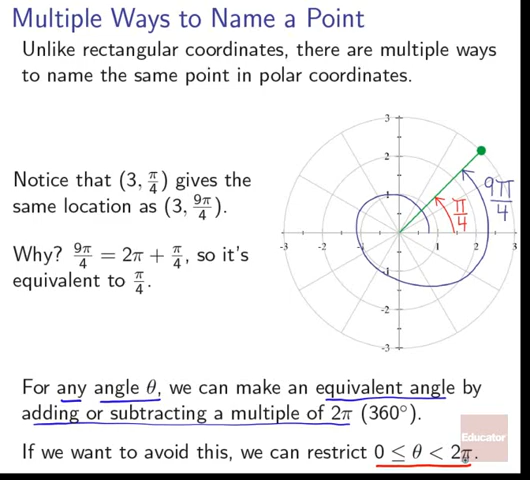 Multiple Ways to Name a Point
Unlike rectangular coordinates, there are multiple ways
to name the same point in polar coordinates.
Notice that (3, π/4) gives the
same location as (3, 9π/4).
Why? 9π/4 = 2π + π/4, so it's
equivalent to π/4.
3
2
1
-3 -2 -1 1 2 3
-1
-2
-3
π/4
9π/4
For any angle θ, we can make an equivalent angle by
adding or subtracting a multiple of 2π (360°).
Educator
If we want to avoid this, we can restrict 0 ≤ θ < 2π.